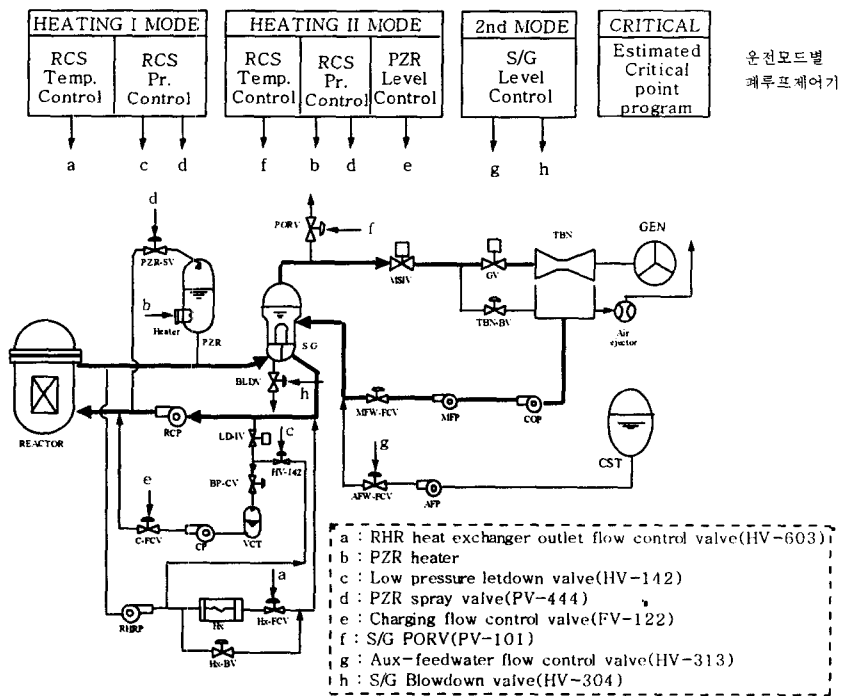 HEATING I MODE
RCS Temp. Control
RCS Pr. Control
HEATING II MODE
RCS Temp. Control
RCS Pr. Control
PZR Level Control
2nd MODE
S/G Level Control
CRITICAL
Estimated Critical point program
운전모드별
폐루프제어기
a
c
d
f
b
d
e
g
h
d
PZR-SV
b
Heater
PZR
PORV
f
MSIV
GV
TBN
GEN
TBN-BV
Air ejector
SG
BLDV
h
REACTOR
RCP
LD-IV
c
HV-142
BP-CV
VCT
e
C-FCV
CP
MFW-FCV
MFP
COP
CST
g
AFW-FCV
AFP
RHRP
Hx
a
Hx-FCV
Hx-BV
a : RHR heat exchanger outlet flow control valve(HV-603)
b : PZR heater
c : Low pressure letdown valve(HV-142)
d : PZR spray valve(PV-444)
e : Charging flow control valve(FV-122)
f : S/G PORV(PV-101)
g : Aux-feedwater flow control valve(HV-313)
h : S/G Blowdown valve(HV-304)